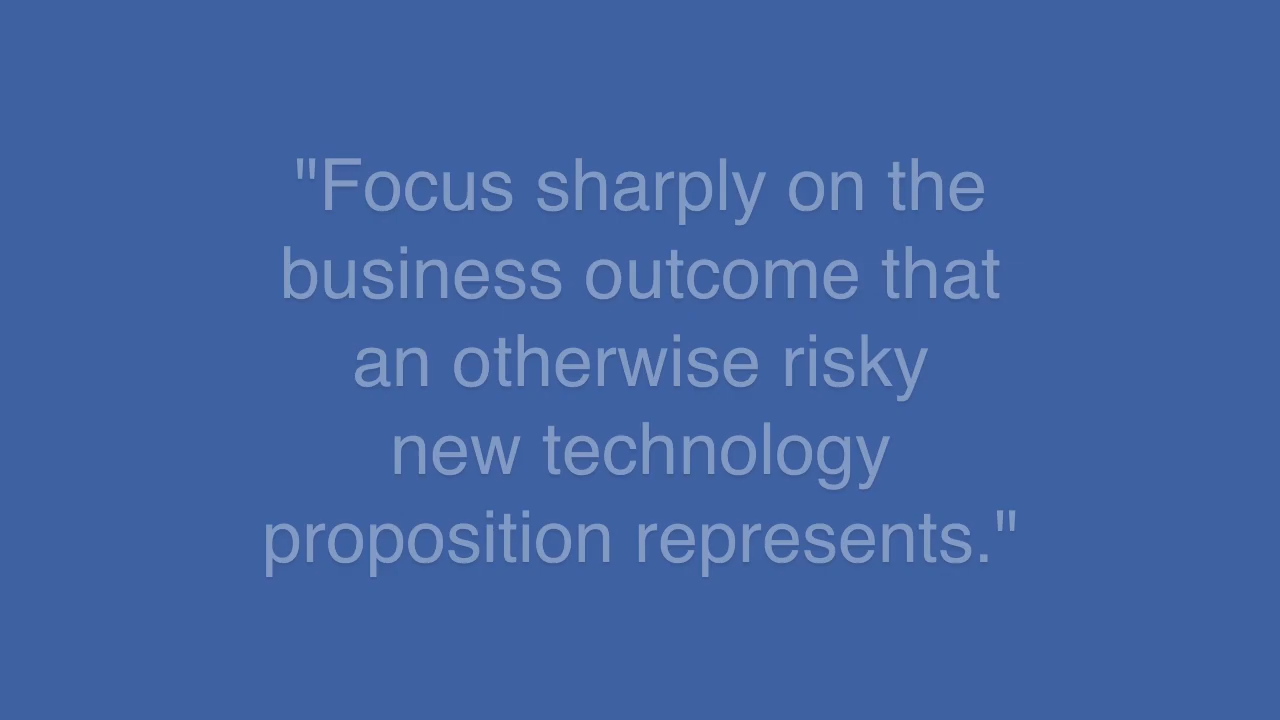 "Focus sharply on the
business outcome that
an otherwise risky
new technology
proposition represents."